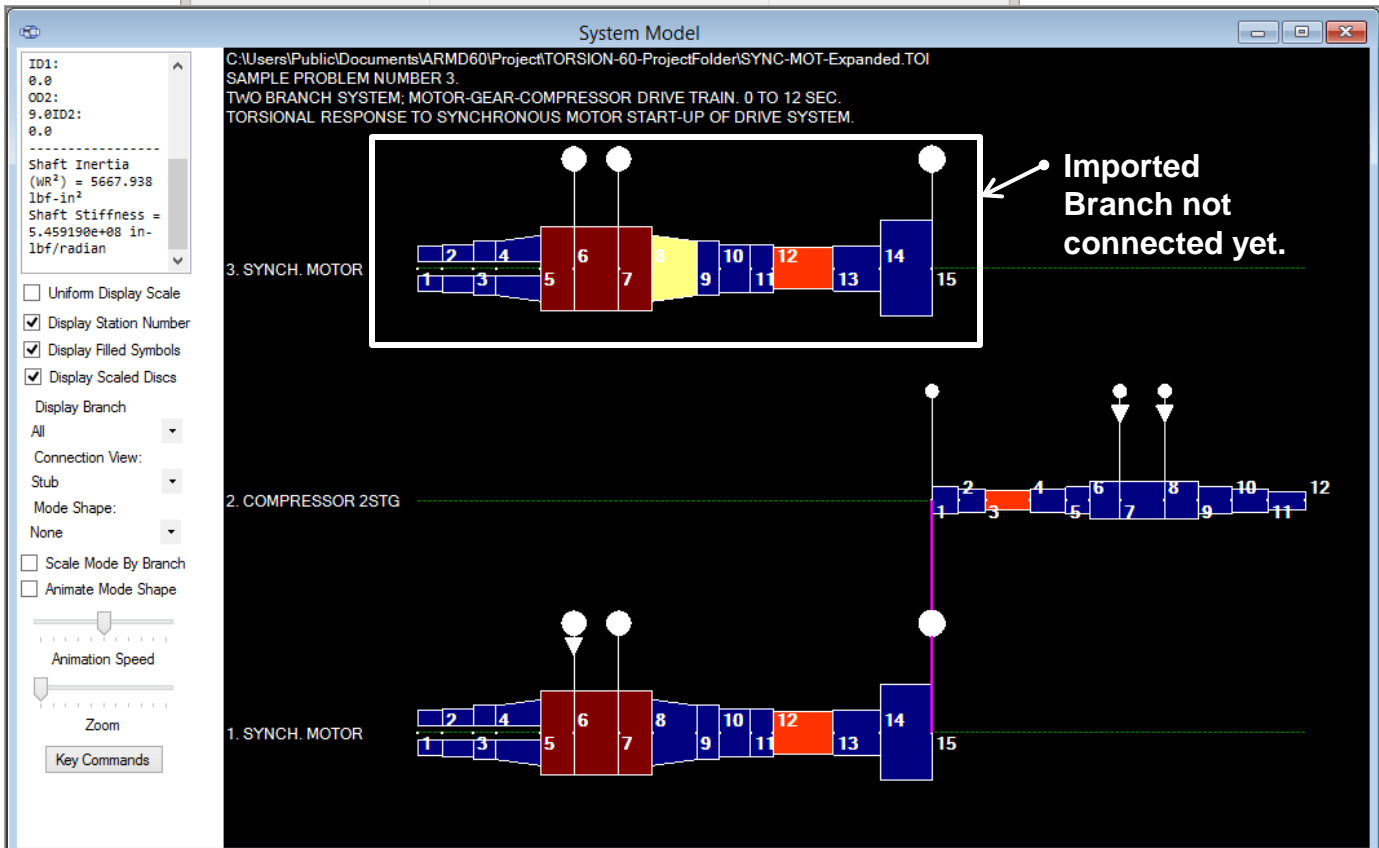 System Model
ID1:
0.0
OD2:
9.0ID2:
0.0
-----------------
Shaft Inertia
(WR²) = 5667.938
lbf-in²
Shaft Stiffness =
5.459190e+08 in-
lbf/radian
Uniform Display Scale
Display Station Number
Display Filled Symbols
Display Scaled Discs
Display Branch
All
Connection View:
Stub
Mode Shape:
None
Scale Mode By Branch
Animate Mode Shape
Animation Speed
Zoom
Key Commands
C:\Users\Public\Documents\ARMD60\Project\TORSION-60-ProjectFolder\SYNC-MOT-Expanded.TOI
SAMPLE PROBLEM NUMBER 3.
TWO BRANCH SYSTEM; MOTOR-GEAR-COMPRESSOR DRIVE TRAIN. 0 TO 12 SEC.
TORSIONAL RESPONSE TO SYNCHRONOUS MOTOR START-UP OF DRIVE SYSTEM.
• Imported
Branch not
connected yet.
3. SYNCH. MOTOR
2 4 6 8 10 12 14
1 3 5 7 9 11 13 15
2. COMPRESSOR 2STG
2 4 6 8 10 12
1 3 5 7 9 11
1. SYNCH. MOTOR
2 4 6 8 10 12 14
1 3 5 7 9 11 13 15